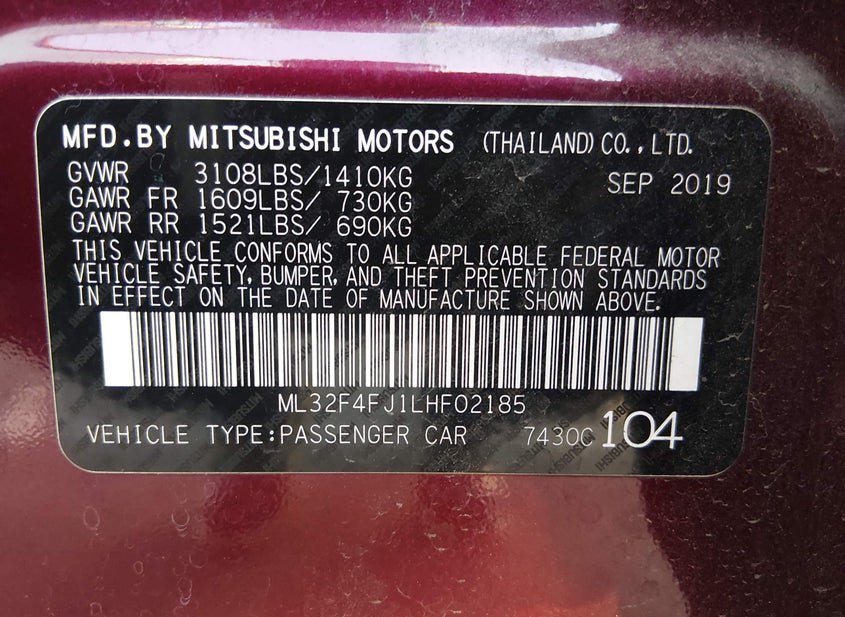 MFD.BY MITSUBISHI MOTORS (THAILAND) CO., LTD.
GVWR 3108LBS/1410KG SEP 2019
GAWR FR 1609LBS/ 730KG
GAWR RR 1521LBS/ 690KG
THIS VEHICLE CONFORMS TO ALL APPLICABLE FEDERAL MOTOR
VEHICLE SAFETY, BUMPER, AND THEFT PREVENTION STANDARDS
IN EFFECT ON THE DATE OF MANUFACTURE SHOWN ABOVE.
ML32F4FJ1LHF02185
VEHICLE TYPE:PASSENGER CAR 7430G 104